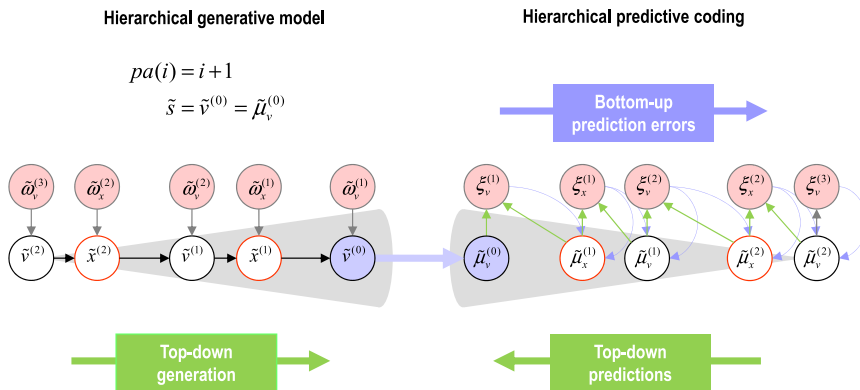 Hierarchical generative model
Hierarchical predictive coding
pa(i) = i + 1
s̃ = ṽ⁽⁰⁾ = μ̃ᵥ⁽⁰⁾
Bottom-up
prediction errors
ω̃ᵥ⁽³⁾ ω̃ₓ⁽²⁾ ω̃ᵥ⁽²⁾ ω̃ₓ⁽¹⁾ ω̃ᵥ⁽¹⁾ ξᵥ⁽¹⁾ ξₓ⁽¹⁾ ξᵥ⁽²⁾ ξₓ⁽²⁾ ξᵥ⁽³⁾
ṽ⁽²⁾ x̃⁽²⁾ ṽ⁽¹⁾ x̃⁽¹⁾ ṽ⁽⁰⁾ μ̃ᵥ⁽⁰⁾ μ̃ₓ⁽¹⁾ μ̃ᵥ⁽¹⁾ μ̃ₓ⁽²⁾ μ̃ᵥ⁽²⁾
Top-down
generation
Top-down
predictions